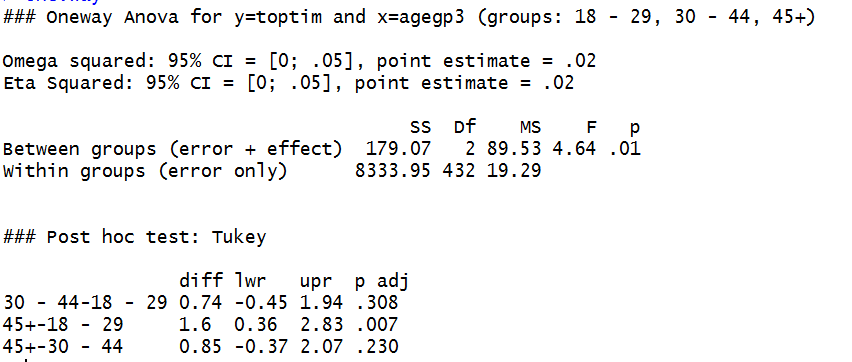 ### Oneway Anova for y=toptim and x=agegp3 (groups: 18 - 29, 30 - 44, 45+)
Omega squared: 95% CI = [0; .05], point estimate = .02
Eta Squared: 95% CI = [0; .05], point estimate = .02
SS Df MS F p
Between groups (error + effect) 179.07 2 89.53 4.64 .01
Within groups (error only) 8333.95 432 19.29
### Post hoc test: Tukey
diff lwr upr p adj
30 - 44-18 - 29 0.74 -0.45 1.94 .308
45+-18 - 29 1.6 0.36 2.83 .007
45+-30 - 44 0.85 -0.37 2.07 .230